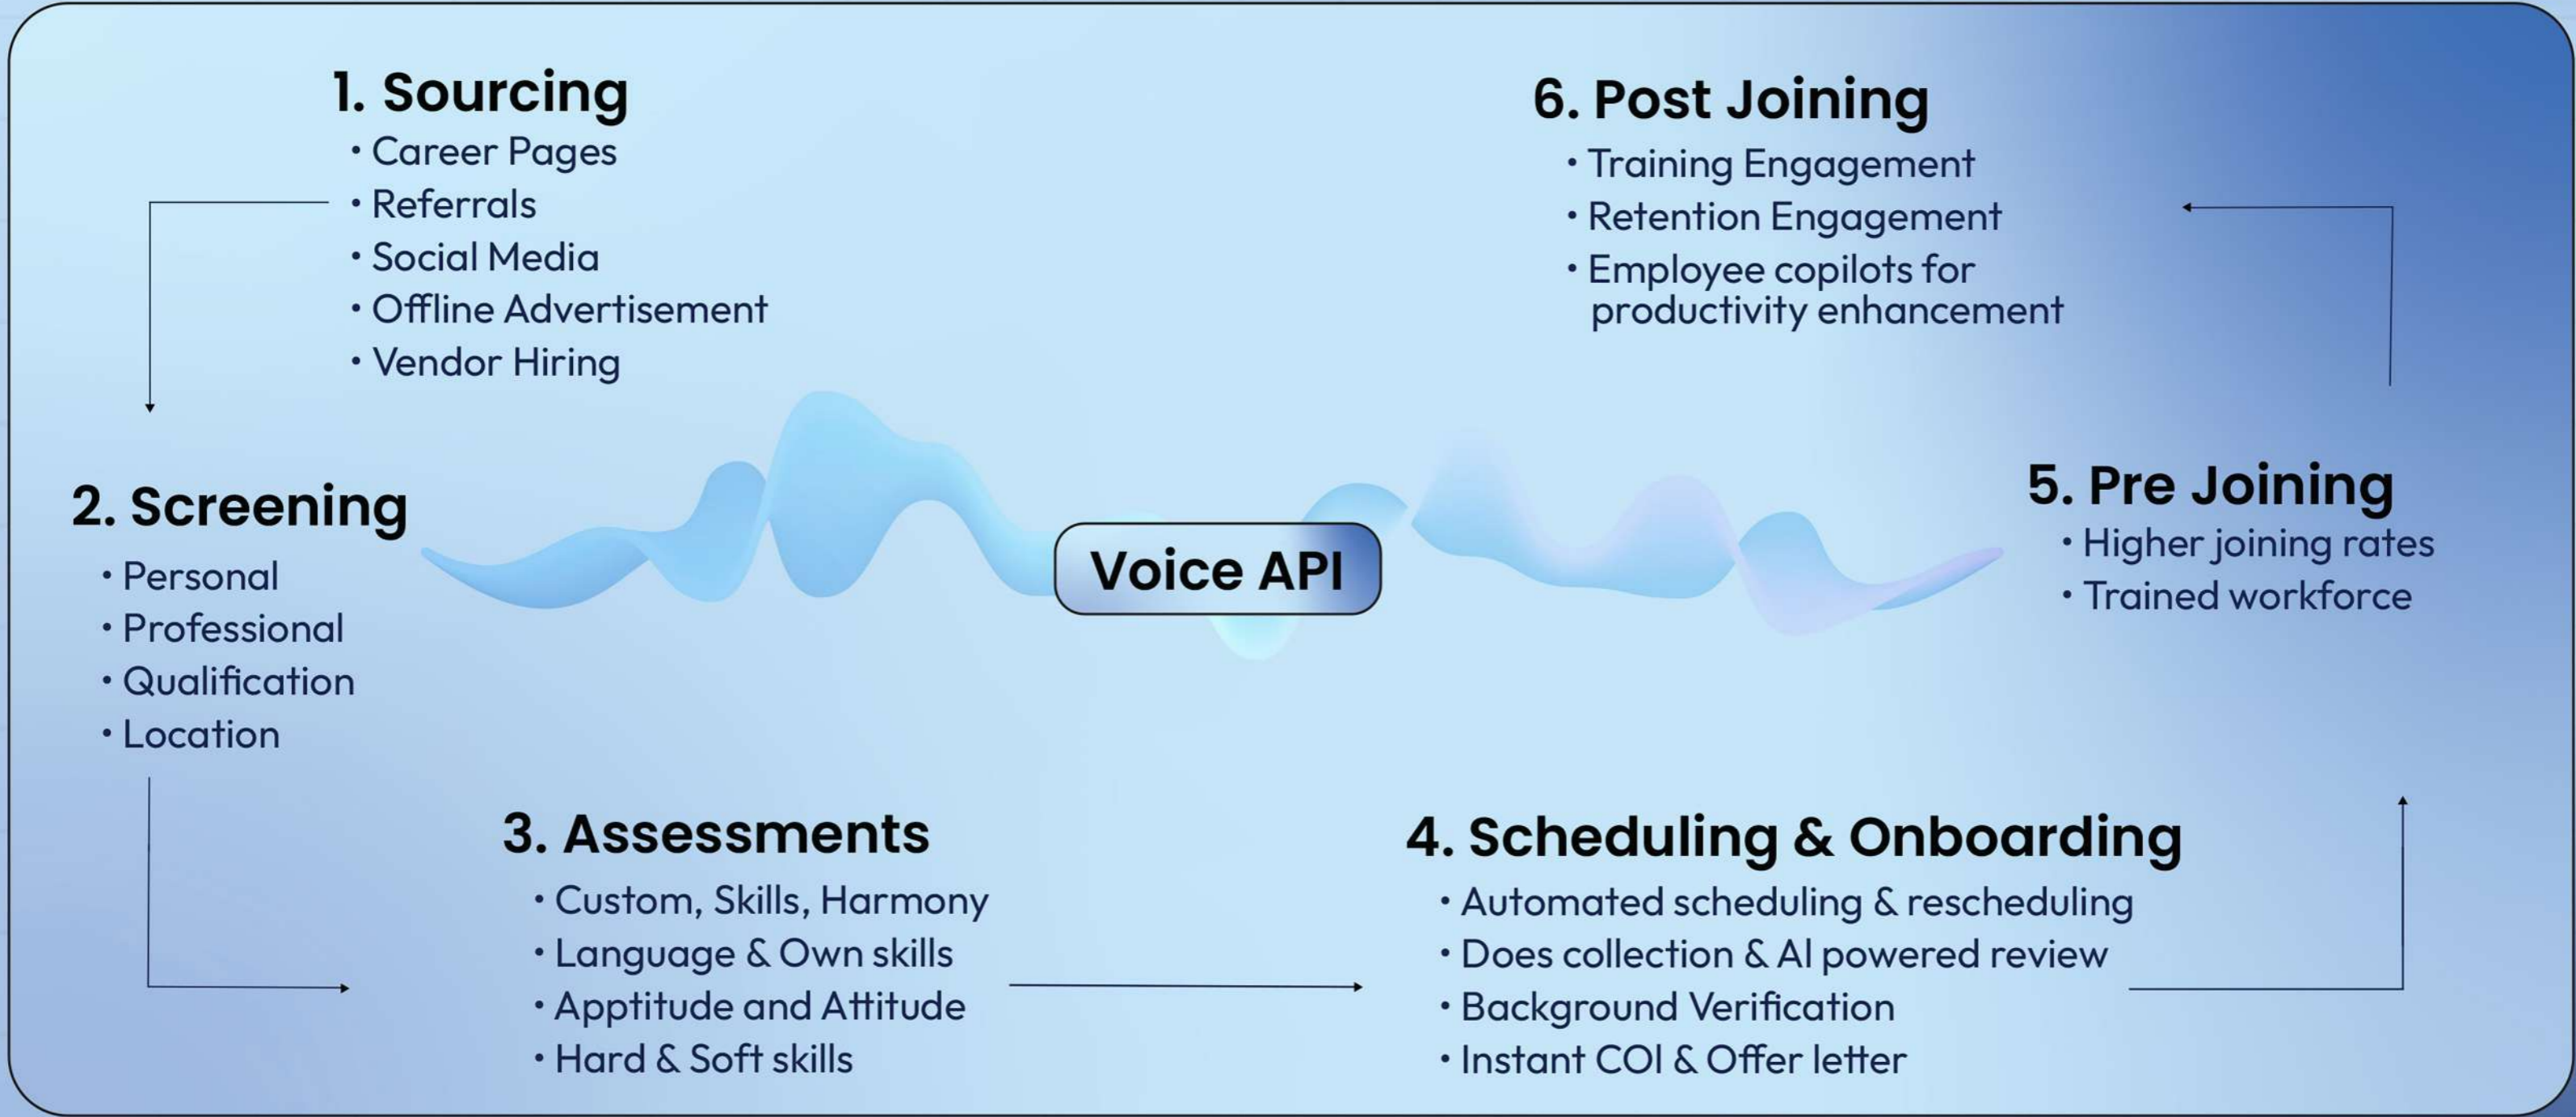 1. Sourcing
• Career Pages
• Referrals
• Social Media
• Offline Advertisement
• Vendor Hiring
2. Screening
• Personal
• Professional
• Qualification
• Location
3. Assessments
• Custom, Skills, Harmony
• Language & Own skills
• Apptitude and Attitude
• Hard & Soft skills
4. Scheduling & Onboarding
• Automated scheduling & rescheduling
• Does collection & AI powered review
• Background Verification
• Instant COI & Offer letter
5. Pre Joining
• Higher joining rates
• Trained workforce
6. Post Joining
• Training Engagement
• Retention Engagement
• Employee copilots for
productivity enhancement
Voice API